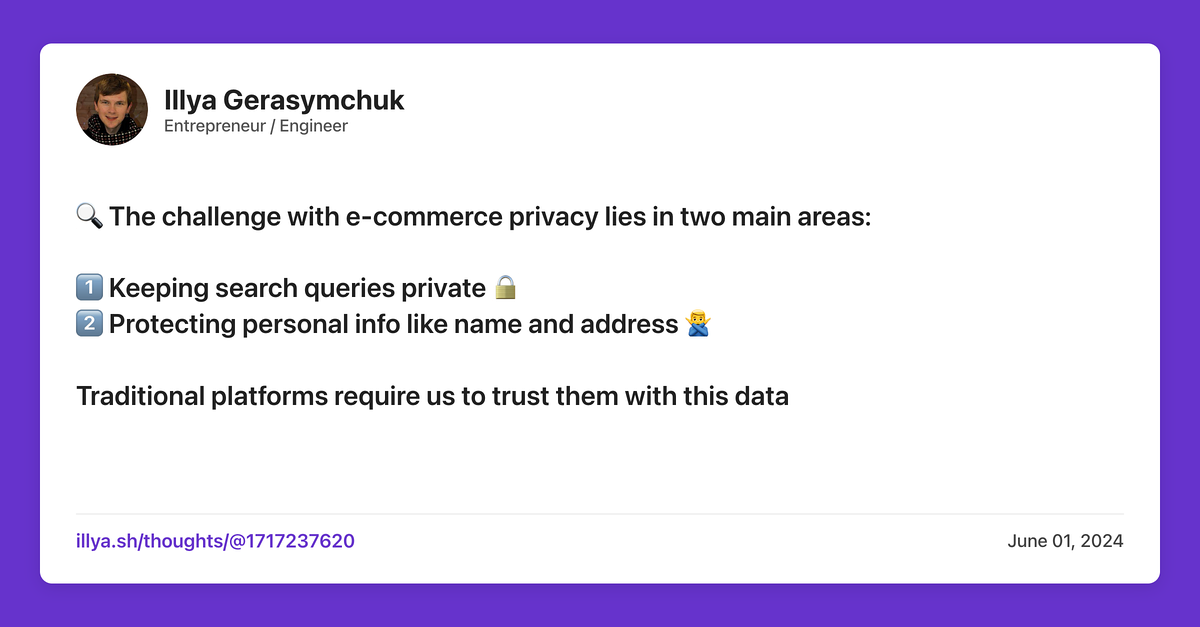 Illya Gerasymchuk
Entrepreneur / Engineer
🔍 The challenge with e-commerce privacy lies in two main areas:
1️⃣ Keeping search queries private 🔒
2️⃣ Protecting personal info like name and address 🙅‍♂️
Traditional platforms require us to trust them with this data
illya.sh/thoughts/@1717237620
June 01, 2024